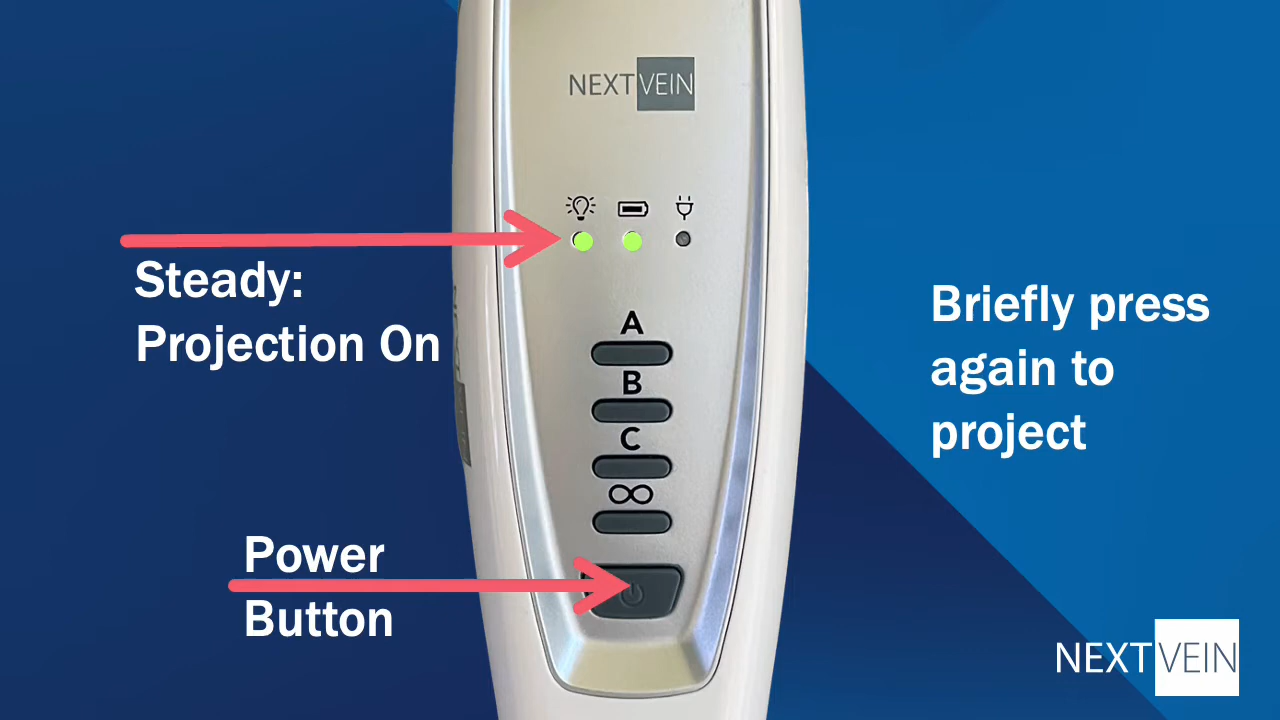 NEXTVEIN
Steady:
Projection On
A
B
C
∞
Briefly press
again to
project
Power
Button
NEXTVEIN